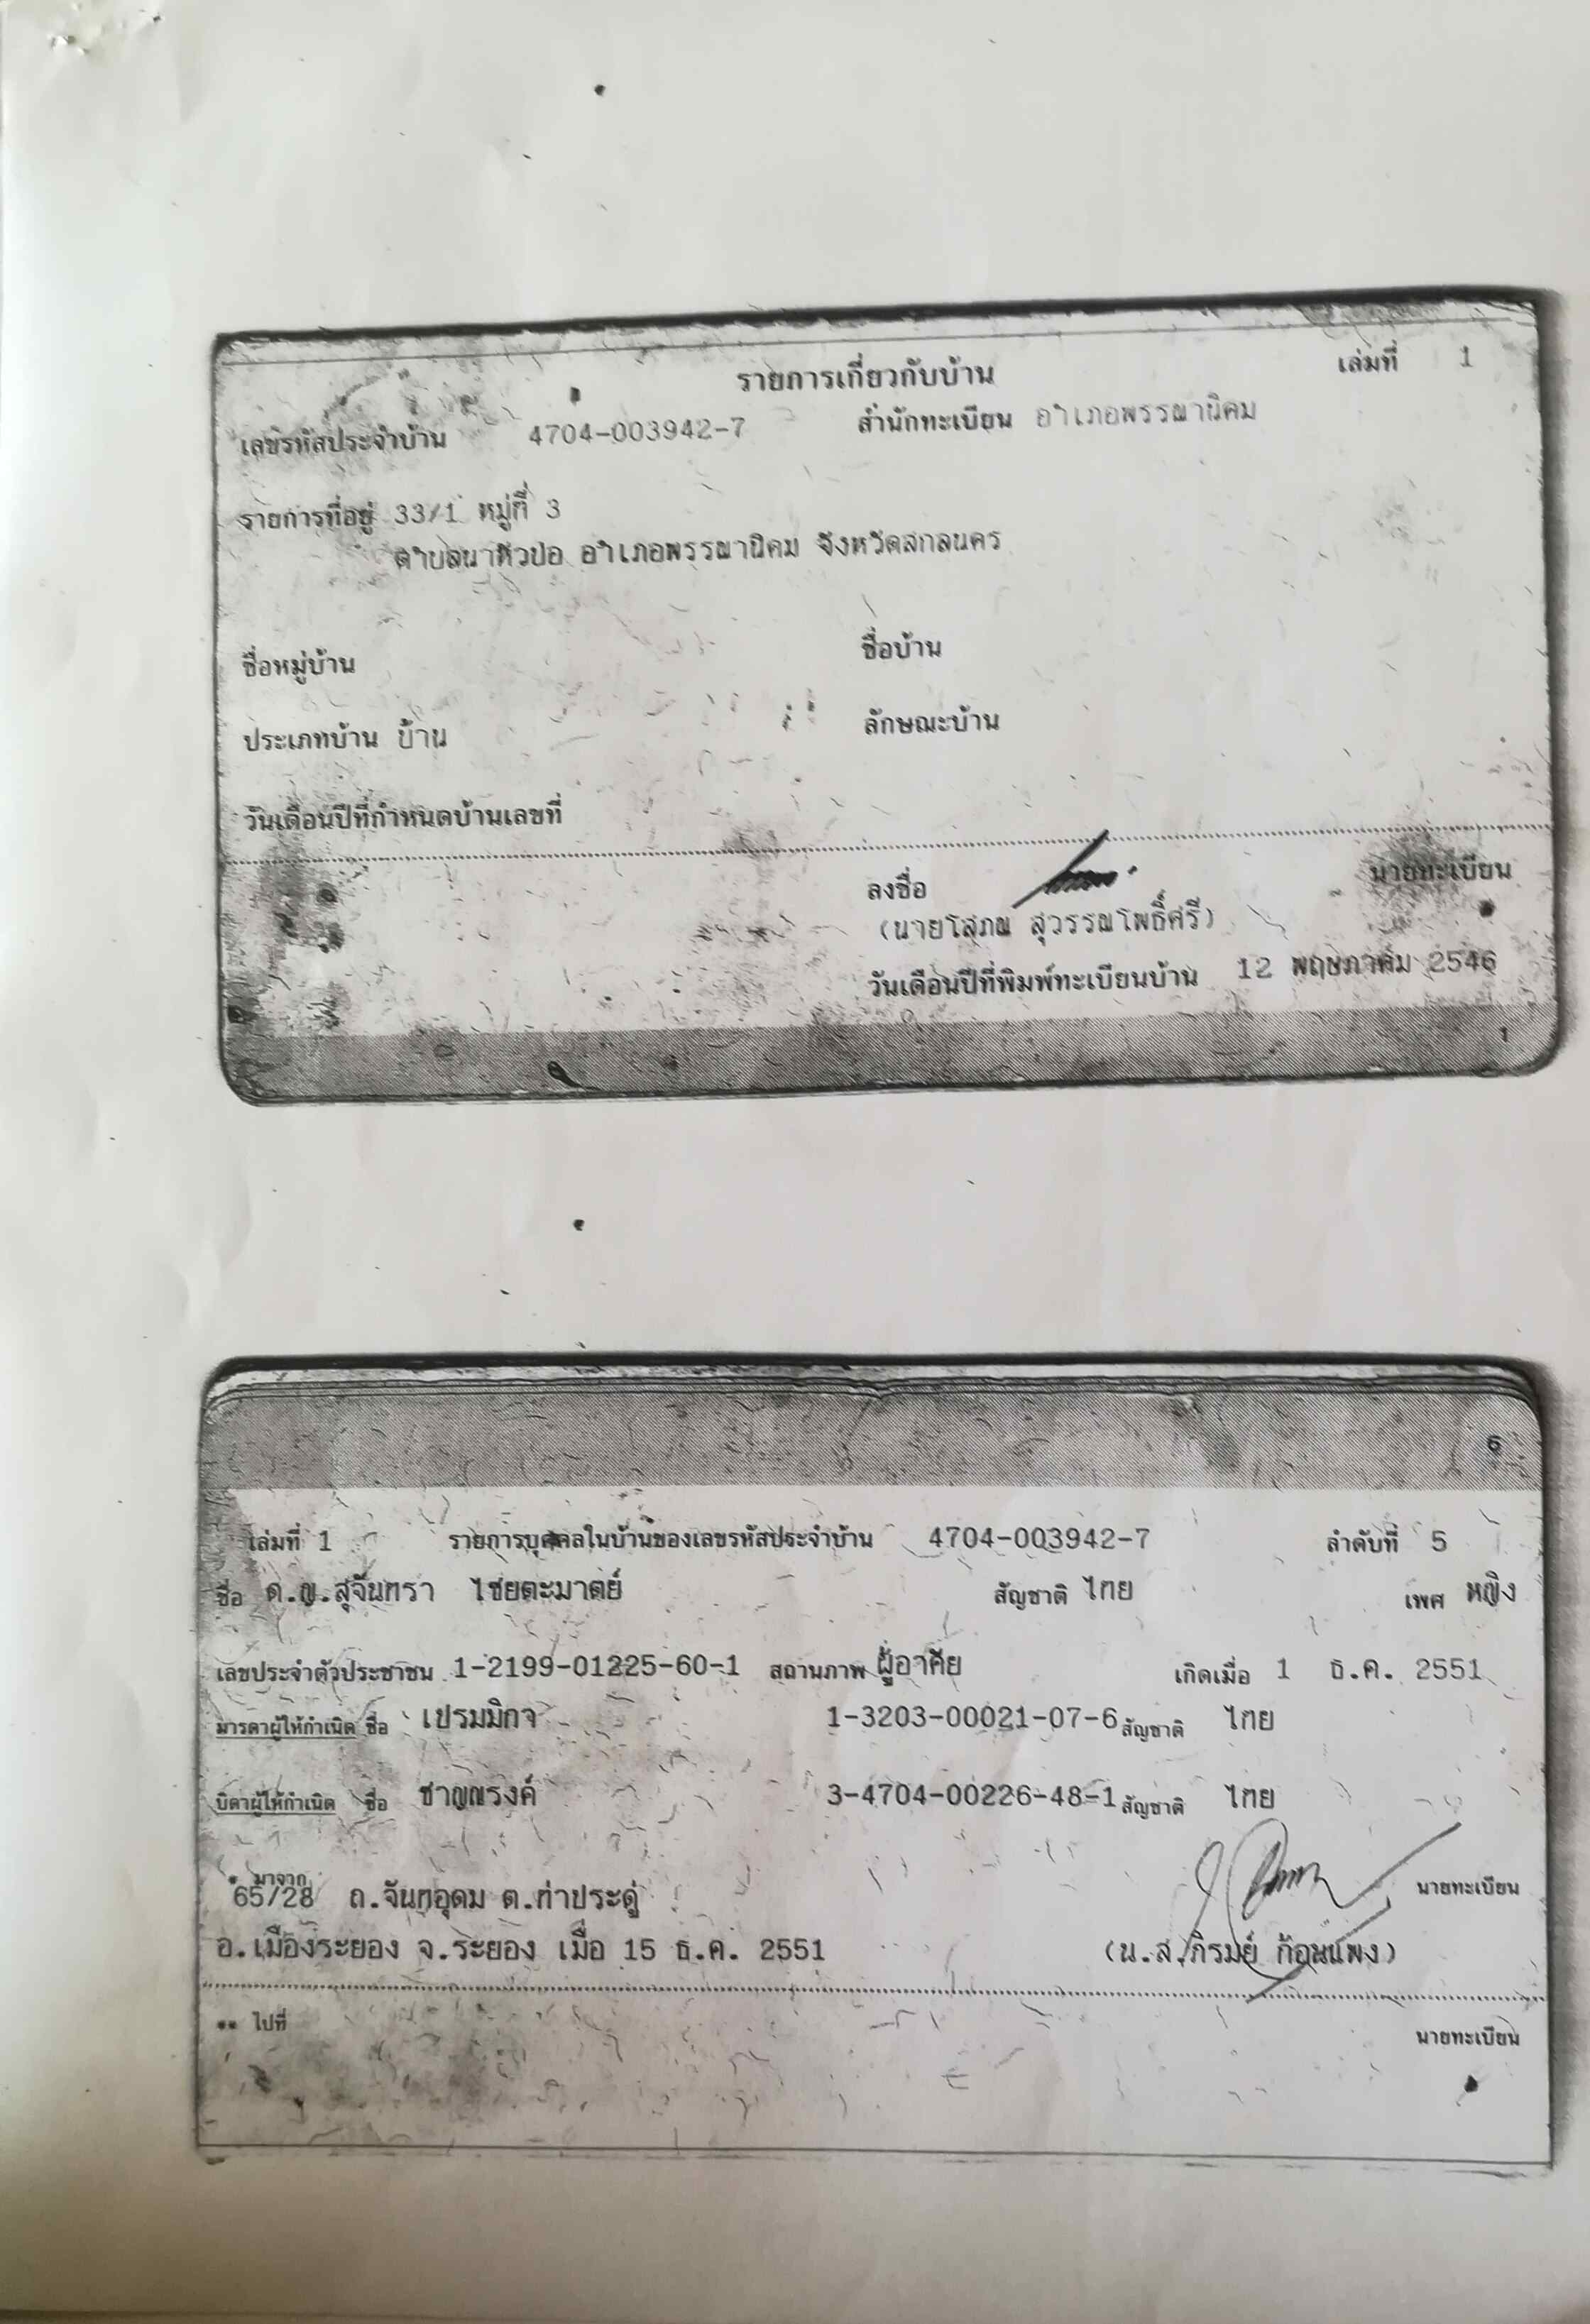 รายการเกี่ยวกับบ้าน เล่มที่ 1
เลขรหัสประจำบ้าน 4704-003942-7 สำนักทะเบียน อำเภอพรรณานิคม
รายการที่อยู่ 33/1 หมู่ที่ 3
ตำบลนาหัวบ่อ อำเภอพรรณานิคม จังหวัดสกลนคร
ชื่อหมู่บ้าน ชื่อบ้าน
ประเภทบ้าน บ้าน ลักษณะบ้าน
วันเดือนปีที่กำหนดบ้านเลขที่
ลงชื่อ นายทะเบียน
(นายโสภณ สุวรรณโพธิ์ศรี)
วันเดือนปีที่พิมพ์ทะเบียนบ้าน 12 พฤษภาคม 2546
1
6
เล่มที่ 1 รายการบุคคลในบ้านของเลขรหัสประจำบ้าน 4704-003942-7 ลำดับที่ 5
ชื่อ ด.ญ.สุจันทรา ไชยตะมาตย์ สัญชาติ ไทย เพศ หญิง
เลขประจำตัวประชาชน 1-2199-01225-60-1 สถานภาพ ผู้อาศัย เกิดเมื่อ 1 ธ.ค. 2551
มารดาผู้ให้กำเนิด ชื่อ เปรมมิกา 1-3203-00021-07-6 สัญชาติ ไทย
บิดาผู้ให้กำเนิด ชื่อ ชาญณรงค์ 3-4704-00226-48-1 สัญชาติ ไทย
* มาจาก
65/28 ถ.จันทอุดม ต.ท่าประดู่ นายทะเบียน
อ.เมืองระยอง จ.ระยอง เมื่อ 15 ธ.ค. 2551 (น.ส.ภิรมย์ ก้อนแพง)
** ไปที่ นายทะเบียน